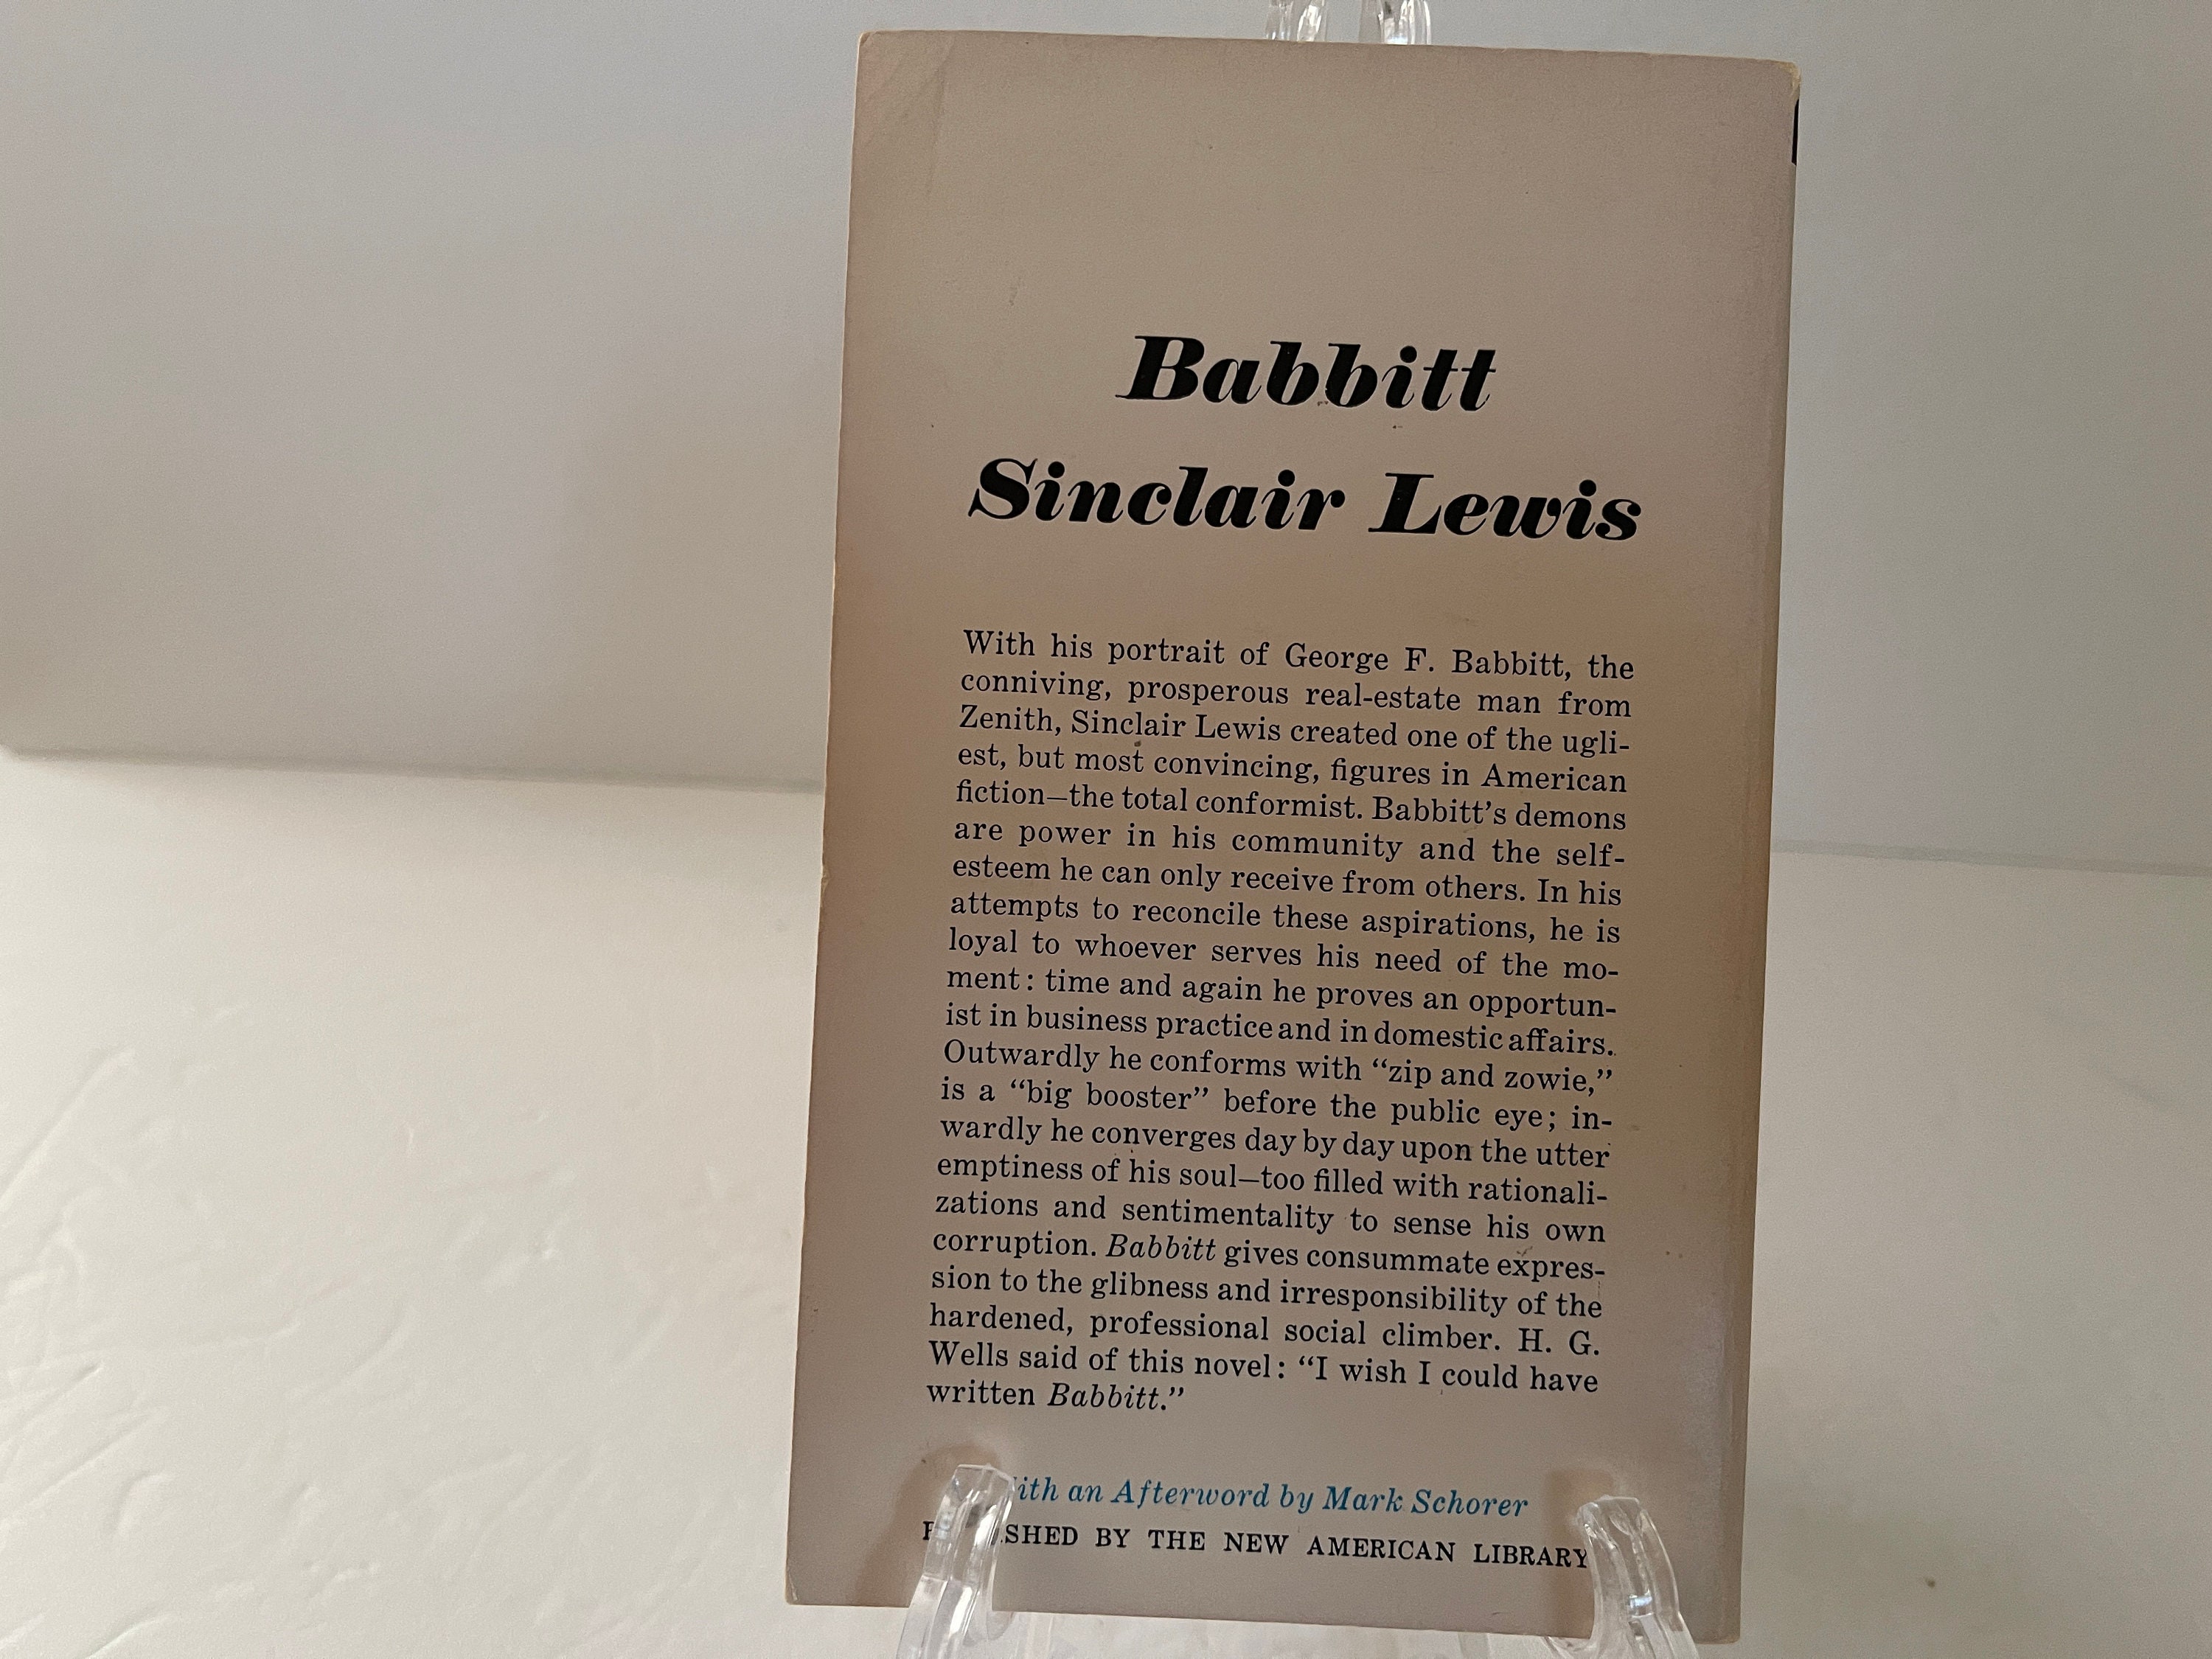 Babbitt
Sinclair Lewis
With his portrait of George F. Babbitt, the
conniving, prosperous real-estate man from
Zenith, Sinclair Lewis created one of the ugli-
est, but most convincing, figures in American
fiction—the total conformist. Babbitt's demons
are power in his community and the self-
esteem he can only receive from others. In his
attempts to reconcile these aspirations, he is
loyal to whoever serves his need of the mo-
ment: time and again he proves an opportun-
ist in business practice and in domestic affairs.
Outwardly he conforms with “zip and zowie,”
is a “big booster” before the public eye; in-
wardly he converges day by day upon the utter
emptiness of his soul—too filled with rationali-
zations and sentimentality to sense his own
corruption. Babbitt gives consummate expres-
sion to the glibness and irresponsibility of the
hardened, professional social climber. H. G.
Wells said of this novel: “I wish I could have
written Babbitt.”
an Afterword by Mark Schorer
BY THE NEW AMERICAN LIBRARY